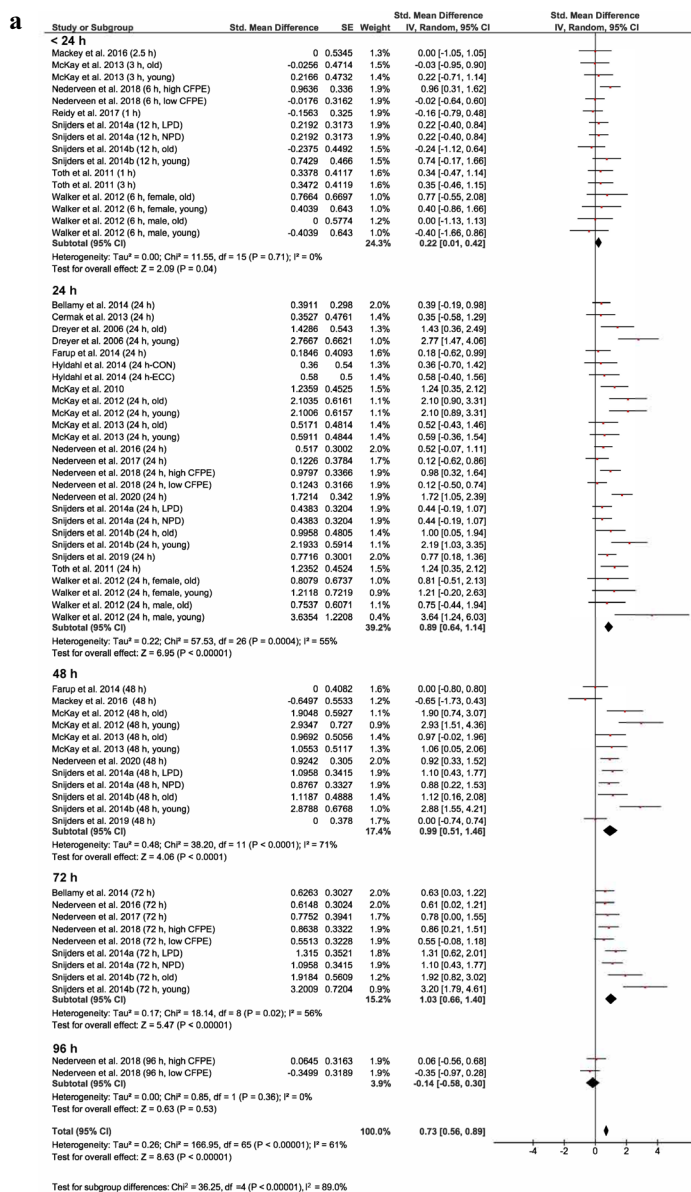 a
Std. Mean Difference Std. Mean Difference
Study or Subgroup Std. Mean Difference SE Weight IV, Random, 95% CI IV, Random, 95% CI
< 24 h
Mackey et al. 2016 (2.5 h) 0 0.5345 1.3% 0.00 [-1.05, 1.05]
McKay et al. 2013 (3 h, old) -0.0256 0.4714 1.5% -0.03 [-0.95, 0.90]
McKay et al. 2013 (3 h, young) 0.2166 0.4732 1.5% 0.22 [-0.71, 1.14]
Nederveen et al. 2018 (6 h, high CFPE) 0.9636 0.336 1.9% 0.96 [0.31, 1.62]
Nederveen et al. 2018 (6 h, low CFPE) -0.0176 0.3162 1.9% -0.02 [-0.64, 0.60]
Reidy et al. 2017 (1 h) -0.1563 0.325 1.9% -0.16 [-0.79, 0.48]
Snijders et al. 2014a (12 h, LPD) 0.2192 0.3173 1.9% 0.22 [-0.40, 0.84]
Snijders et al. 2014a (12 h, NPD) 0.2192 0.3173 1.9% 0.22 [-0.40, 0.84]
Snijders et al. 2014b (12 h, old) -0.2375 0.4492 1.5% -0.24 [-1.12, 0.64]
Snijders et al. 2014b (12 h, young) 0.7429 0.466 1.5% 0.74 [-0.17, 1.66]
Toth et al. 2011 (1 h) 0.3378 0.4117 1.6% 0.34 [-0.47, 1.14]
Toth et al. 2011 (3 h) 0.3472 0.4119 1.6% 0.35 [-0.46, 1.15]
Walker et al. 2012 (6 h, female, old) 0.7664 0.6697 1.0% 0.77 [-0.55, 2.08]
Walker et al. 2012 (6 h, female, young) 0.4039 0.643 1.0% 0.40 [-0.86, 1.66]
Walker et al. 2012 (6 h, male, old) 0 0.5774 1.2% 0.00 [-1.13, 1.13]
Walker et al. 2012 (6 h, male, young) -0.4039 0.643 1.0% -0.40 [-1.66, 0.86]
Subtotal (95% CI) 24.3% 0.22 [0.01, 0.42]
Heterogeneity: Tau² = 0.00; Chi² = 11.55, df = 15 (P = 0.71); I² = 0%
Test for overall effect: Z = 2.09 (P = 0.04)
24 h
Bellamy et al. 2014 (24 h) 0.3911 0.298 2.0% 0.39 [-0.19, 0.98]
Cermak et al. 2013 (24 h) 0.3527 0.4761 1.5% 0.35 [-0.58, 1.29]
Dreyer et al. 2006 (24 h, old) 1.4286 0.543 1.3% 1.43 [0.36, 2.49]
Dreyer et al. 2006 (24 h, young) 2.7667 0.6621 1.0% 2.77 [1.47, 4.06]
Farup et al. 2014 (24 h) 0.1846 0.4093 1.6% 0.18 [-0.62, 0.99]
Hyldahl et al. 2014 (24 h-CON) 0.36 0.54 1.3% 0.36 [-0.70, 1.42]
Hyldahl et al. 2014 (24 h-ECC) 0.58 0.5 1.4% 0.58 [-0.40, 1.56]
McKay et al. 2010 1.2359 0.4525 1.5% 1.24 [0.35, 2.12]
McKay et al. 2012 (24 h, old) 2.1035 0.6161 1.1% 2.10 [0.90, 3.31]
McKay et al. 2012 (24 h, young) 2.1006 0.6157 1.1% 2.10 [0.89, 3.31]
McKay et al. 2013 (24 h, old) 0.5171 0.4814 1.5% 0.52 [-0.43, 1.46]
McKay et al. 2013 (24 h, young) 0.5911 0.4844 1.5% 0.59 [-0.36, 1.54]
Nederveen et al. 2016 (24 h) 0.517 0.3002 2.0% 0.52 [-0.07, 1.11]
Nederveen et al. 2017 (24 h) 0.1226 0.3784 1.7% 0.12 [-0.62, 0.86]
Nederveen et al. 2018 (24 h, high CFPE) 0.9797 0.3366 1.9% 0.98 [0.32, 1.64]
Nederveen et al. 2018 (24 h, low CFPE) 0.1243 0.3166 1.9% 0.12 [-0.50, 0.74]
Nederveen et al. 2020 (24 h) 1.7214 0.342 1.9% 1.72 [1.05, 2.39]
Snijders et al. 2014a (24 h, LPD) 0.4383 0.3204 1.9% 0.44 [-0.19, 1.07]
Snijders et al. 2014a (24 h, NPD) 0.4383 0.3204 1.9% 0.44 [-0.19, 1.07]
Snijders et al. 2014b (24 h, old) 0.9958 0.4805 1.5% 1.00 [0.05, 1.94]
Snijders et al. 2014b (24 h, young) 2.1933 0.5914 1.2% 2.19 [1.03, 3.35]
Snijders et al. 2019 (24 h) 0.7716 0.3001 2.0% 0.77 [0.18, 1.36]
Toth et al. 2011 (24 h) 1.2352 0.4524 1.5% 1.24 [0.35, 2.12]
Walker et al. 2012 (24 h, female, old) 0.8079 0.6737 1.0% 0.81 [-0.51, 2.13]
Walker et al. 2012 (24 h, female, young) 1.2118 0.7219 0.9% 1.21 [-0.20, 2.63]
Walker et al. 2012 (24 h, male, old) 0.7537 0.6071 1.1% 0.75 [-0.44, 1.94]
Walker et al. 2012 (24 h, male, young) 3.6354 1.2208 0.4% 3.64 [1.24, 6.03]
Subtotal (95% CI) 39.2% 0.89 [0.64, 1.14]
Heterogeneity: Tau² = 0.22; Chi² = 57.53, df = 26 (P = 0.0004); I² = 55%
Test for overall effect: Z = 6.95 (P < 0.00001)
48 h
Farup et al. 2014 (48 h) 0 0.4082 1.6% 0.00 [-0.80, 0.80]
Mackey et al. 2016 (48 h) -0.6497 0.5533 1.2% -0.65 [-1.73, 0.43]
McKay et al. 2012 (48 h, old) 1.9048 0.5927 1.1% 1.90 [0.74, 3.07]
McKay et al. 2012 (48 h, young) 2.9347 0.727 0.9% 2.93 [1.51, 4.36]
McKay et al. 2013 (48 h, old) 0.9692 0.5056 1.4% 0.97 [-0.02, 1.96]
McKay et al. 2013 (48 h, young) 1.0553 0.5117 1.4% 1.06 [0.05, 2.06]
Nederveen et al. 2020 (48 h) 0.9242 0.305 1.9% 0.92 [0.33, 1.52]
Snijders et al. 2014a (48 h, LPD) 1.0958 0.3415 1.9% 1.10 [0.43, 1.77]
Snijders et al. 2014a (48 h, NPD) 0.8767 0.3327 1.9% 0.88 [0.22, 1.53]
Snijders et al. 2014b (48 h, old) 1.1187 0.4888 1.4% 1.12 [0.16, 2.08]
Snijders et al. 2014b (48 h, young) 2.8788 0.6768 1.0% 2.88 [1.55, 4.21]
Snijders et al. 2019 (48 h) 0 0.378 1.7% 0.00 [-0.74, 0.74]
Subtotal (95% CI) 17.4% 0.99 [0.51, 1.46]
Heterogeneity: Tau² = 0.48; Chi² = 38.20, df = 11 (P < 0.0001); I² = 71%
Test for overall effect: Z = 4.06 (P < 0.0001)
72 h
Bellamy et al. 2014 (72 h) 0.6263 0.3027 2.0% 0.63 [0.03, 1.22]
Nederveen et al. 2016 (72 h) 0.6148 0.3024 2.0% 0.61 [0.02, 1.21]
Nederveen et al. 2017 (72 h) 0.7752 0.3941 1.7% 0.78 [0.00, 1.55]
Nederveen et al. 2018 (72 h, high CFPE) 0.8638 0.3322 1.9% 0.86 [0.21, 1.51]
Nederveen et al. 2018 (72 h, low CFPE) 0.5513 0.3228 1.9% 0.55 [-0.08, 1.18]
Snijders et al. 2014a (72 h, LPD) 1.315 0.3521 1.8% 1.31 [0.62, 2.01]
Snijders et al. 2014a (72 h, NPD) 1.0958 0.3415 1.9% 1.10 [0.43, 1.77]
Snijders et al. 2014b (72 h, old) 1.9184 0.5609 1.2% 1.92 [0.82, 3.02]
Snijders et al. 2014b (72 h, young) 3.2009 0.7204 0.9% 3.20 [1.79, 4.61]
Subtotal (95% CI) 15.2% 1.03 [0.66, 1.40]
Heterogeneity: Tau² = 0.17; Chi² = 18.14, df = 8 (P = 0.02); I² = 56%
Test for overall effect: Z = 5.47 (P < 0.00001)
96 h
Nederveen et al. 2018 (96 h, high CFPE) 0.0645 0.3163 1.9% 0.06 [-0.56, 0.68]
Nederveen et al. 2018 (96 h, low CFPE) -0.3499 0.3189 1.9% -0.35 [-0.97, 0.28]
Subtotal (95% CI) 3.9% -0.14 [-0.58, 0.30]
Heterogeneity: Tau² = 0.00; Chi² = 0.85, df = 1 (P = 0.36); I² = 0%
Test for overall effect: Z = 0.63 (P = 0.53)
Total (95% CI) 100.0% 0.73 [0.56, 0.89]
Heterogeneity: Tau² = 0.26; Chi² = 166.95, df = 65 (P < 0.00001); I² = 61%
Test for overall effect: Z = 8.63 (P < 0.00001)
-4 -2 0 2 4
Test for subgroup differences: Chi² = 36.25, df =4 (P < 0.00001), I² = 89.0%